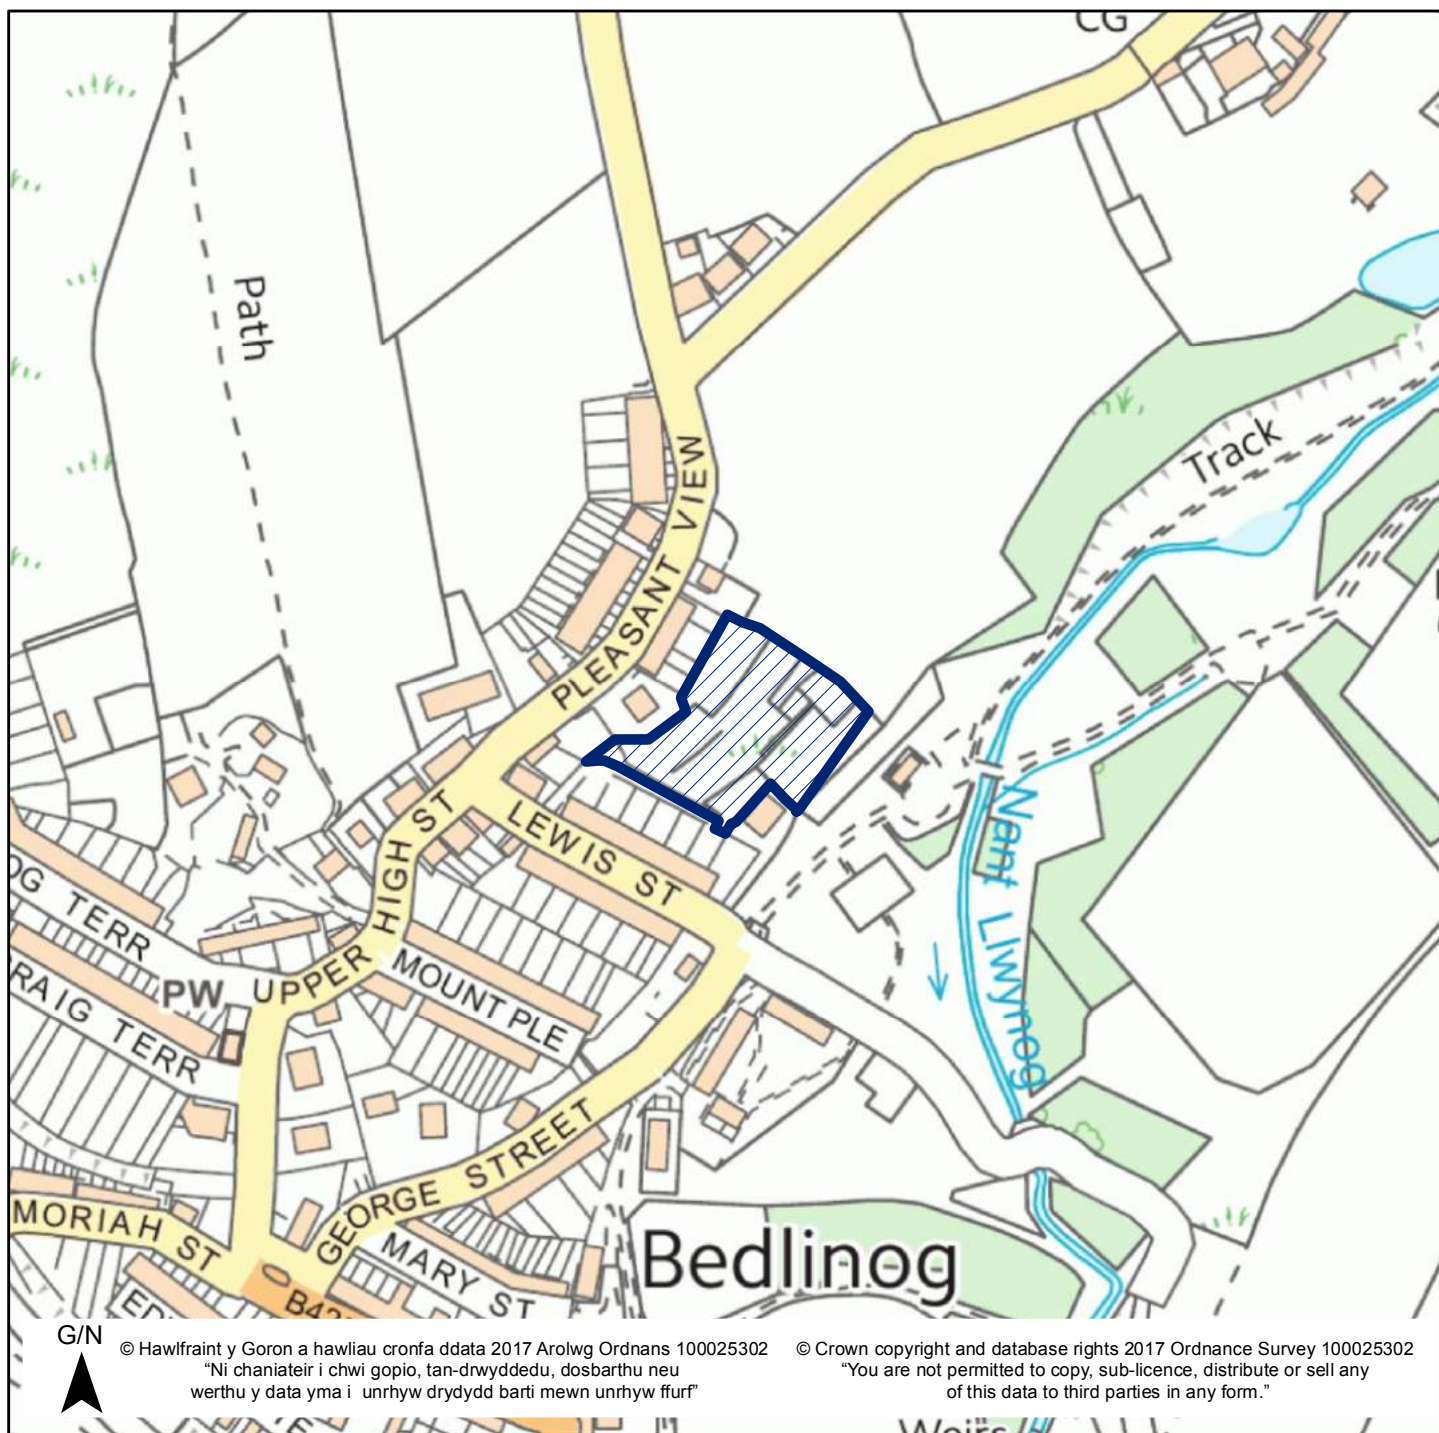 CG
Path
Track
PLEASANT VIEW
LEWIS ST
UPPER HIGH ST
MOUNT PLE
PW
TERR
TERR
Nant Llwynog
GEORGE STREET
MORIAH ST
MARY ST
Bedlinog
G/N
© Hawlfraint y Goron a hawliau cronfa ddata 2017 Arolwg Ordnans 100025302
“Ni chaniateir i chwi gopio, tan-drwyddedu, dosbarthu neu
werthu y data yma i unrhyw drydydd barti mewn unrhyw ffurf”
© Crown copyright and database rights 2017 Ordnance Survey 100025302
“You are not permitted to copy, sub-licence, distribute or sell any
of this data to third parties in any form.”
Weirs